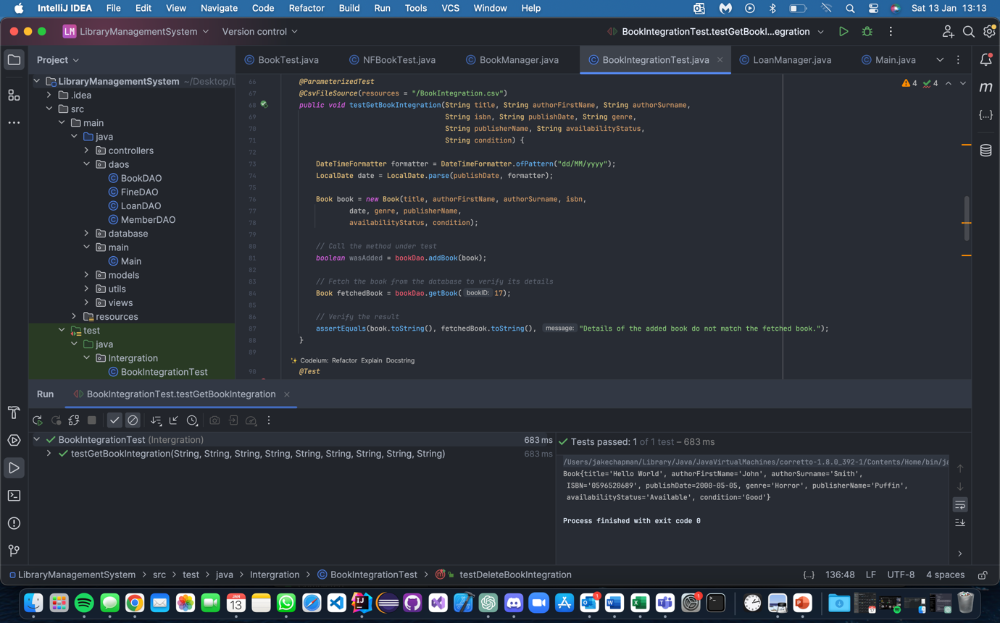 IntelliJ IDEA File Edit View Navigate Code Refactor Build Run Tools VCS Window Help Sat 13 Jan 13:13
LM LibraryManagementSystem Version control BookIntegrationTest.testGetBookI...egration
Project BookTest.java NFBookTest.java BookManager.java BookIntegrationTest.java LoanManager.java Main.java
LibraryManagementSystem ~/Desktop/L
.idea
src
main
java
controllers
daos
BookDAO
FineDAO
LoanDAO
MemberDAO
database
main
Main
models
utils
views
resources
test
java
Intergration
BookIntegrationTest
4 4
66 @ParameterizedTest
67 @CsvFileSource(resources = "/BookIntegration.csv")
68 public void testGetBookIntegration(String title, String authorFirstName, String authorSurname,
69 String isbn, String publishDate, String genre,
70 String publisherName, String availabilityStatus,
71 String condition) {
72
73 DateTimeFormatter formatter = DateTimeFormatter.ofPattern("dd/MM/yyyy");
74 LocalDate date = LocalDate.parse(publishDate, formatter);
75
76 Book book = new Book(title, authorFirstName, authorSurname, isbn,
77 date, genre, publisherName,
78 availabilityStatus, condition);
79
80 // Call the method under test
81 boolean wasAdded = bookDao.addBook(book);
82
83 // Fetch the book from the database to verify its details
84 Book fetchedBook = bookDao.getBook( bookID: 17);
85
86 // Verify the result
87 assertEquals(book.toString(), fetchedBook.toString(), message: "Details of the added book do not match the fetched book.");
88 }
89
Codeium: Refactor Explain Docstring
90 @Test
m
{...}
Run BookIntegrationTest.testGetBookIntegration
BookIntegrationTest (Intergration) 683 ms
testGetBookIntegration(String, String, String, String, String, String, String, String, String) 683 ms
Tests passed: 1 of 1 test – 683 ms
/Users/jakechapman/Library/Java/JavaVirtualMachines/corretto-1.8.0_392-1/Contents/Home/bin/ja
Book{title='Hello World', authorFirstName='John', authorSurname='Smith',
ISBN='0596520689', publishDate=2000-05-05, genre='Horror', publisherName='Puffin',
availabilityStatus='Available', condition='Good'}
Process finished with exit code 0
LibraryManagementSystem > src > test > java > Intergration > BookIntegrationTest > testDeleteBookIntegration {...} 136:48 LF UTF-8 4 spaces
JAN
13
1
1